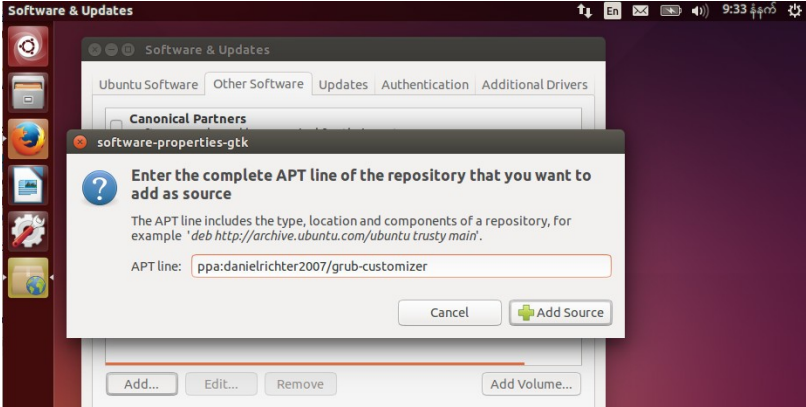 Software & Updates
En
9:33 နံနက်
Software & Updates
Ubuntu Software Other Software Updates Authentication Additional Drivers
Canonical Partners
software-properties-gtk
Enter the complete APT line of the repository that you want to
add as source
The APT line includes the type, location and components of a repository, for
example 'deb http://archive.ubuntu.com/ubuntu trusty main'.
APT line: ppa:danielrichter2007/grub-customizer
Cancel Add Source
Add... Edit... Remove Add Volume...